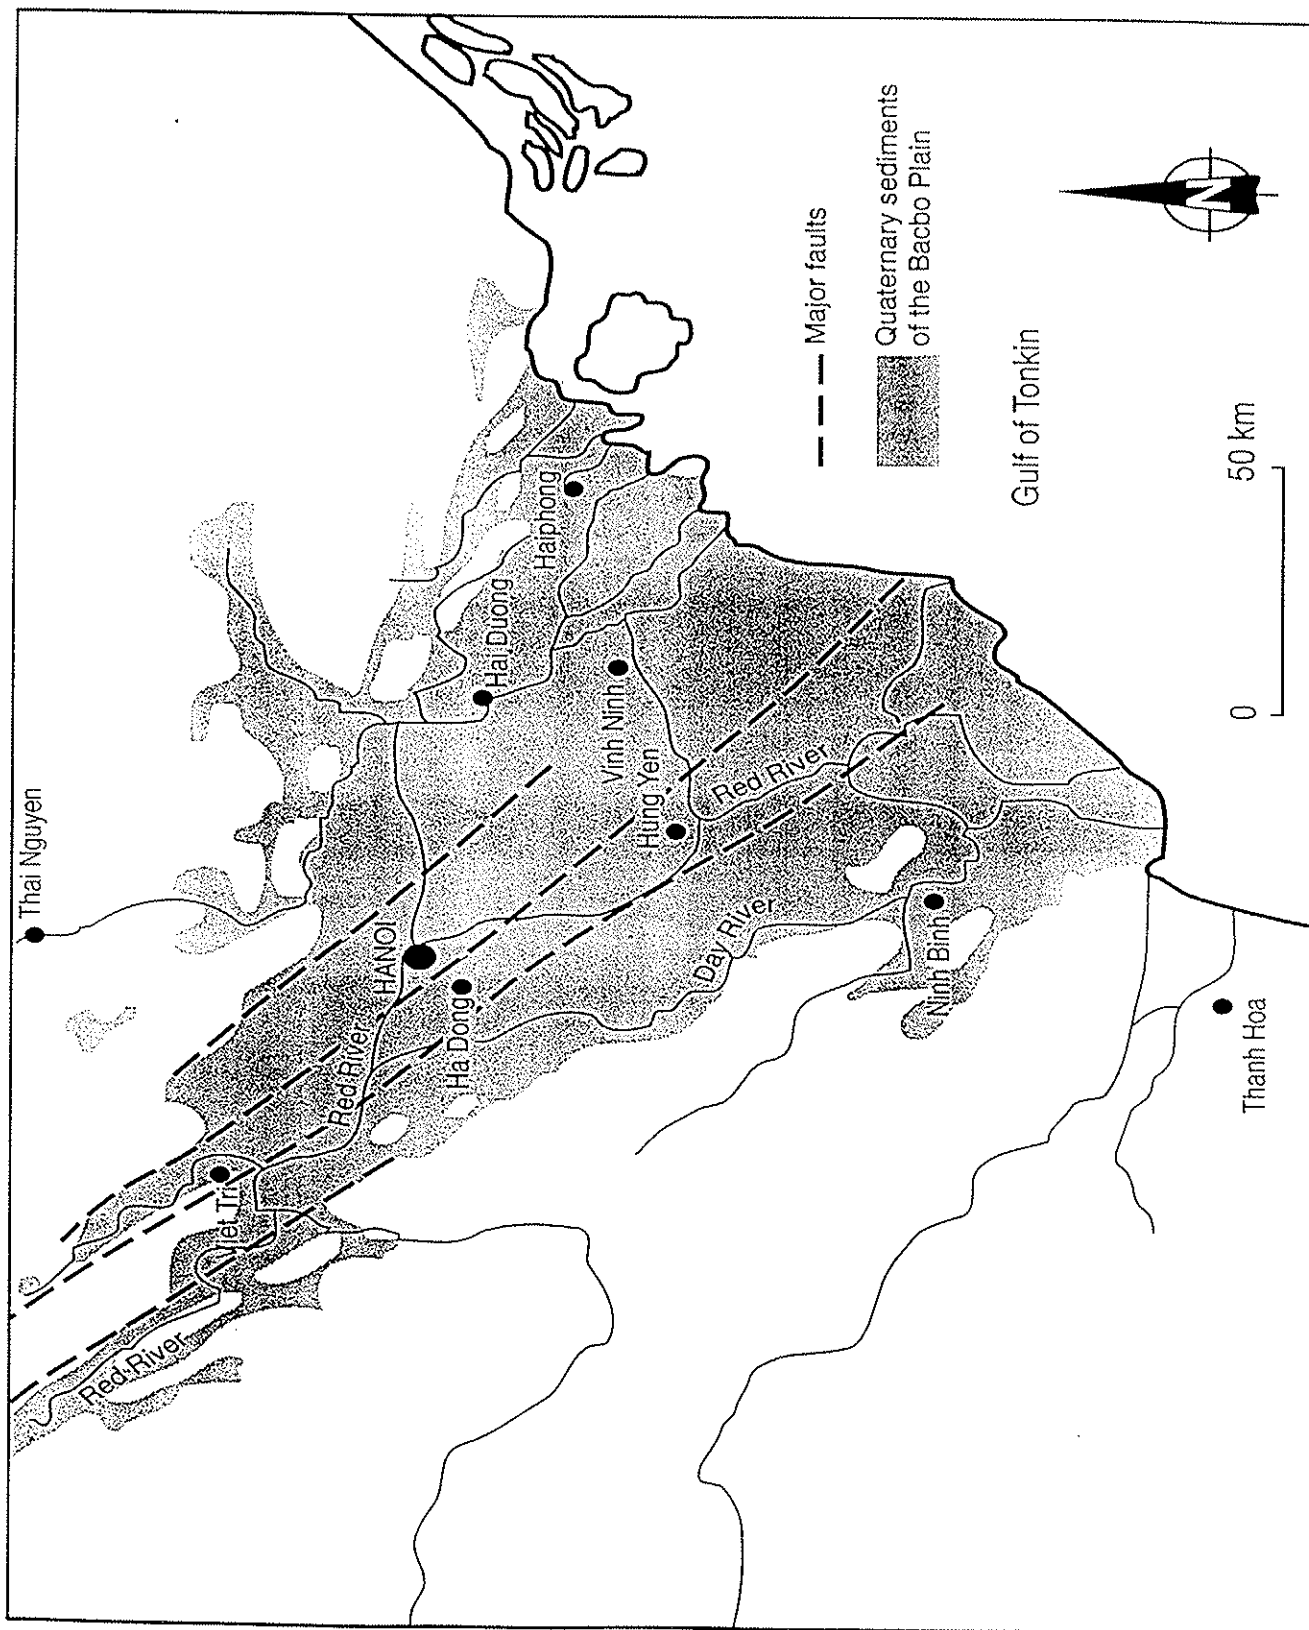 Thai Nguyen
HANOI
Red River
Viet Tri
Red River
Ha Dong
Hai Duong
Haiphong
Vinh Ninh
Hung Yen
Red River
Day River
Ninh Binh
Thanh Hoa
Major faults
Quaternary sediments
of the Bacbo Plain
Gulf of Tonkin
N
0 50 km